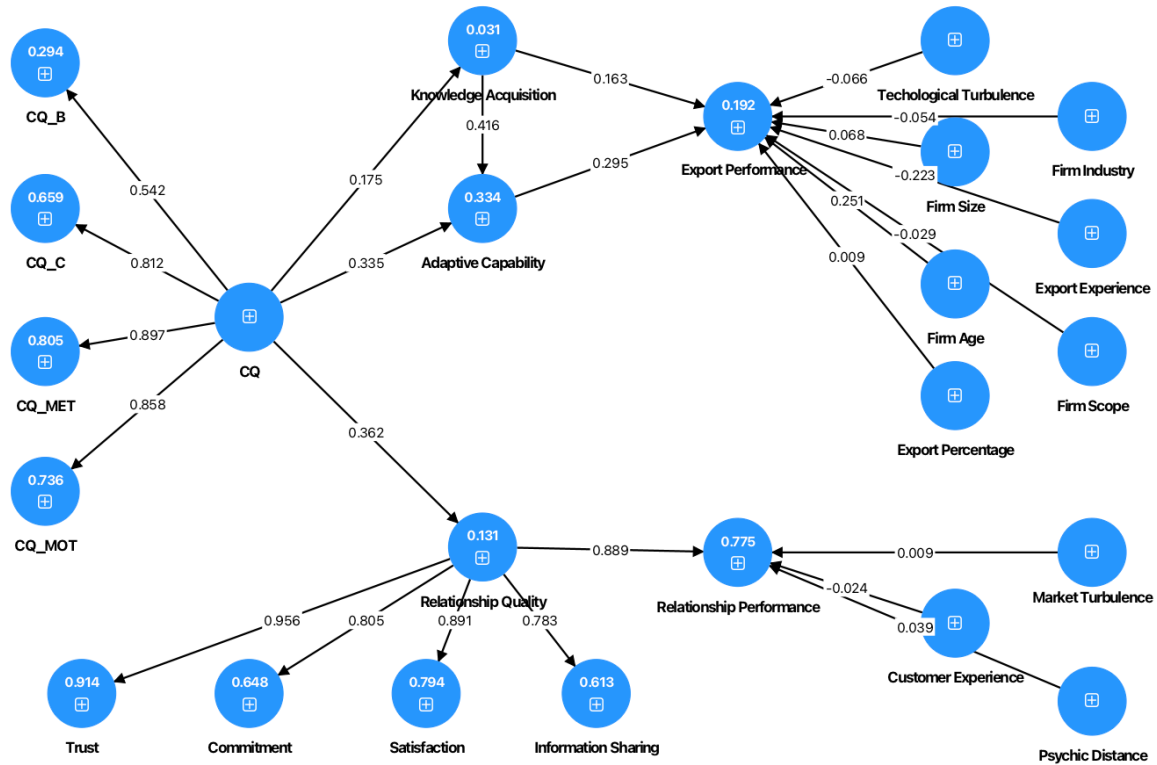 0.294
CQ_B
0.659
CQ_C
0.805
CQ_MET
0.736
CQ_MOT
0.542
0.812
0.897
0.858
CQ
0.175
0.335
0.362
0.031
Knowledge Acquisition
0.416
0.334
Adaptive Capability
0.163
0.295
0.192
Export Performance
-0.066
-0.054
0.068
-0.223
0.251
-0.029
0.009
Techological Turbulence
Firm Industry
Firm Size
Export Experience
Firm Age
Firm Scope
Export Percentage
0.131
Relationship Quality
0.889
0.775
Relationship Performance
0.009
-0.024
0.039
Market Turbulence
Customer Experience
Psychic Distance
0.956
0.805
0.891
0.783
0.914
Trust
0.648
Commitment
0.794
Satisfaction
0.613
Information Sharing